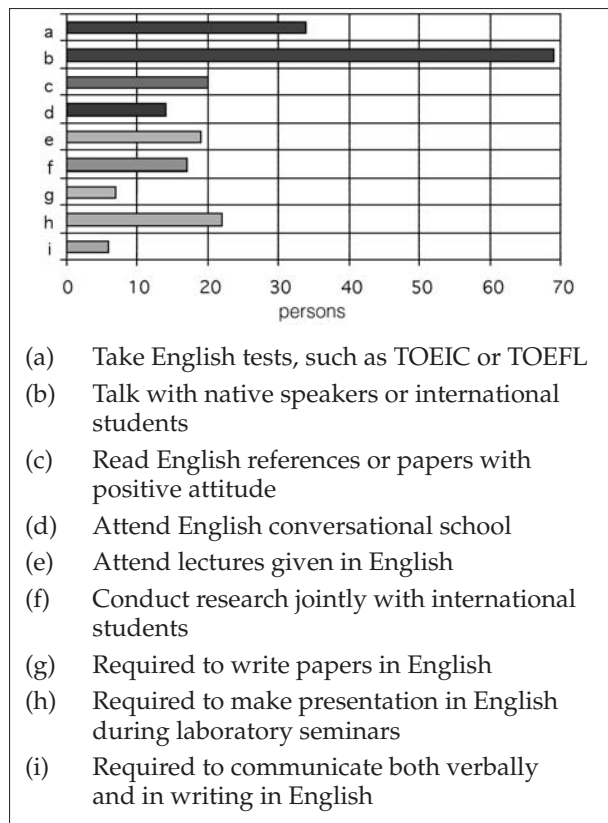 a
b
c
d
e
f
g
h
i
0 10 20 30 40 50 60 70
persons
(a) Take English tests, such as TOEIC or TOEFL
(b) Talk with native speakers or international
students
(c) Read English references or papers with
positive attitude
(d) Attend English conversational school
(e) Attend lectures given in English
(f) Conduct research jointly with international
students
(g) Required to write papers in English
(h) Required to make presentation in English
during laboratory seminars
(i) Required to communicate both verbally
and in writing in English